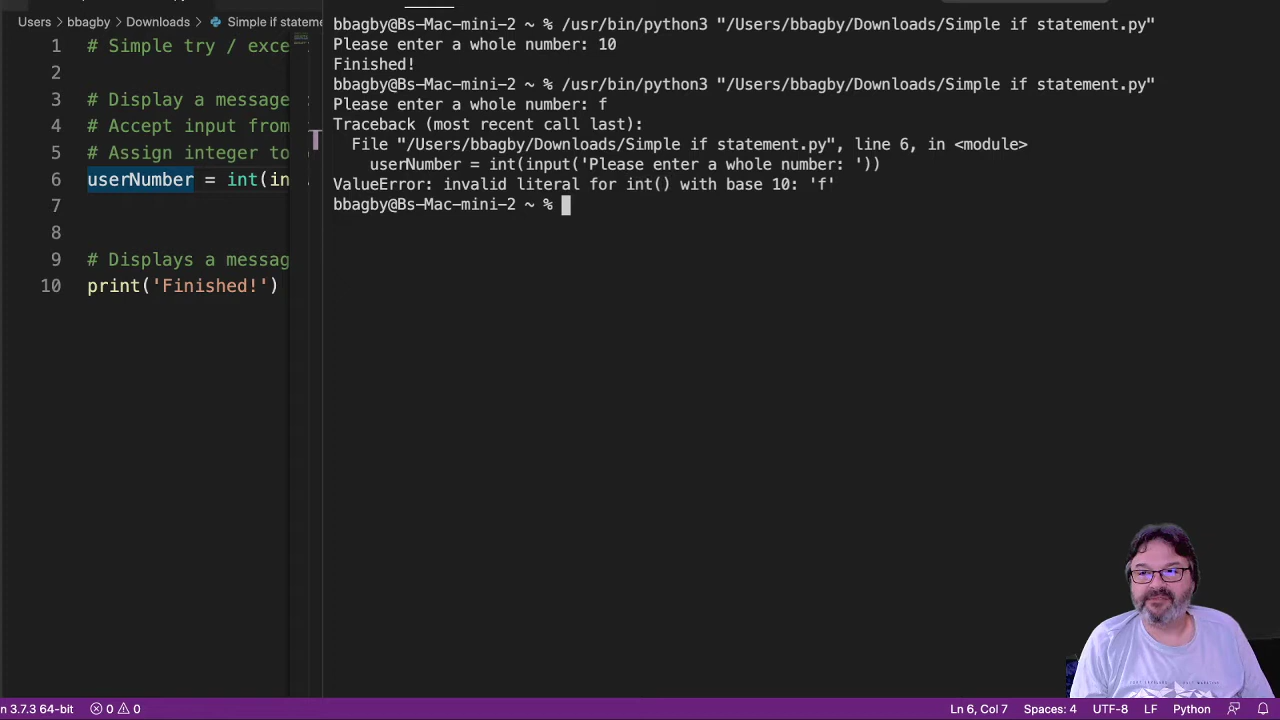 Users > bbagby > Downloads > Simple if stateme
1 # Simple try / exce
2
3 # Display a message
4 # Accept input from
5 # Assign integer to
6 userNumber = int(in
7
8
9 # Displays a messag
10 print('Finished!')
T
bbagby@Bs-Mac-mini-2 ~ % /usr/bin/python3 "/Users/bbagby/Downloads/Simple if statement.py"
Please enter a whole number: 10
Finished!
bbagby@Bs-Mac-mini-2 ~ % /usr/bin/python3 "/Users/bbagby/Downloads/Simple if statement.py"
Please enter a whole number: f
Traceback (most recent call last):
File "/Users/bbagby/Downloads/Simple if statement.py", line 6, in <module>
userNumber = int(input('Please enter a whole number: '))
ValueError: invalid literal for int() with base 10: 'f'
bbagby@Bs-Mac-mini-2 ~ %
n 3.7.3 64-bit 0 0 Ln 6, Col 7 Spaces: 4 UTF-8 LF Python